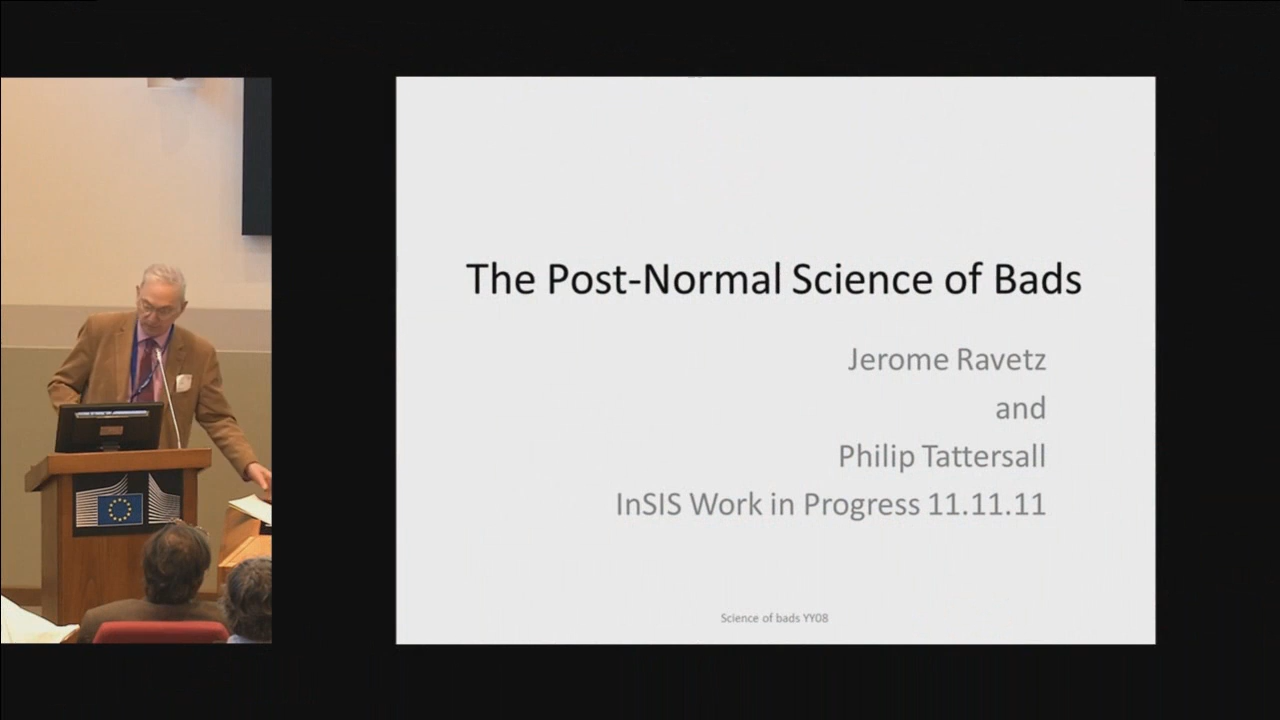 The Post-Normal Science of Bads
Jerome Ravetz
and
Philip Tattersall
InSIS Work in Progress 11.11.11
Science of bads YY08